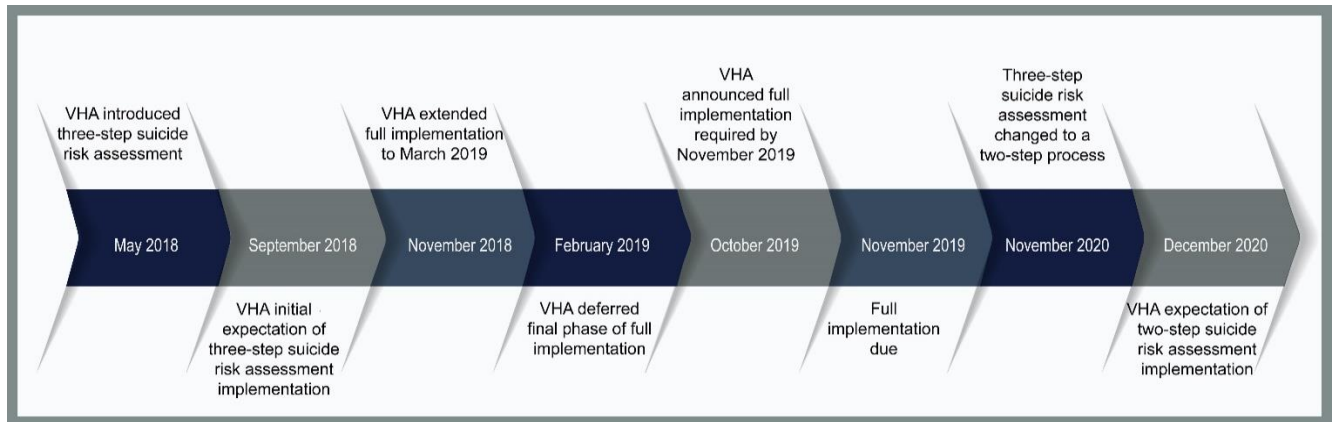 VHA introduced
three-step suicide
risk assessment
May 2018
September 2018
VHA initial
expectation of
three-step suicide
risk assessment
implementation
VHA extended
full implementation
to March 2019
November 2018
February 2019
VHA deferred
final phase of full
implementation
VHA
announced full
implementation
required by
November 2019
October 2019
November 2019
Full
implementation
due
Three-step
suicide risk
assessment
changed to a
two-step process
November 2020
December 2020
VHA expectation of
two-step suicide
risk assessment
implementation